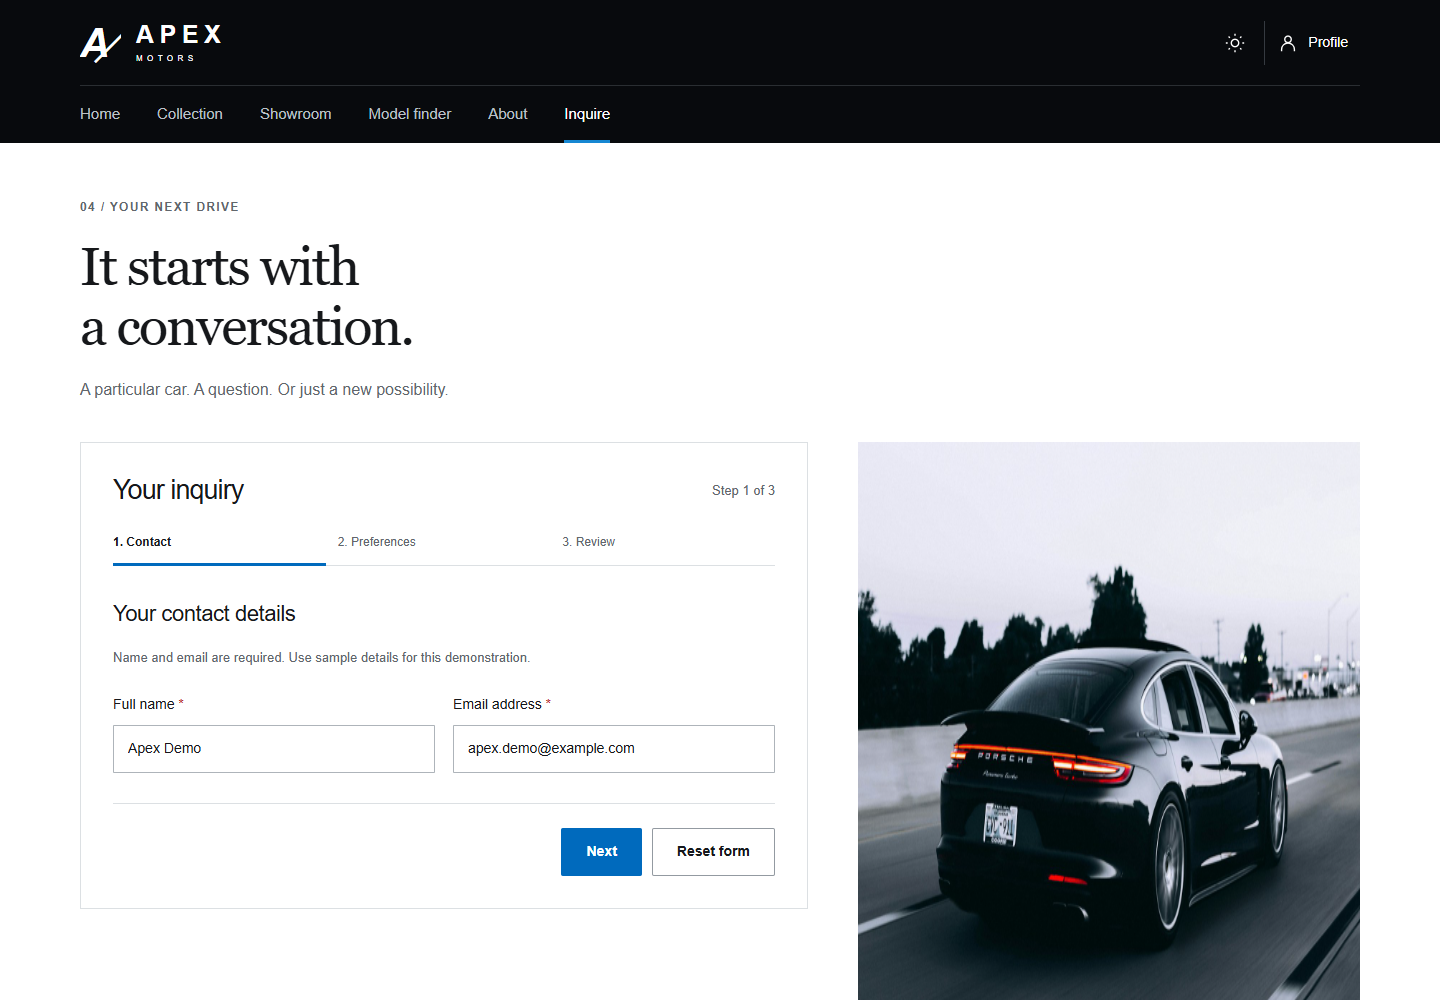 APEX
MOTORS
Profile
Home
Collection
Showroom
Model finder
About
Inquire
04 / YOUR NEXT DRIVE
It starts with
a conversation.
A particular car. A question. Or just a new possibility.
Your inquiry
Step 1 of 3
1. Contact
2. Preferences
3. Review
Your contact details
Name and email are required. Use sample details for this demonstration.
Full name *
Email address *
Apex Demo
apex.demo@example.com
Next
Reset form
PORSCHE
Panamera turbo